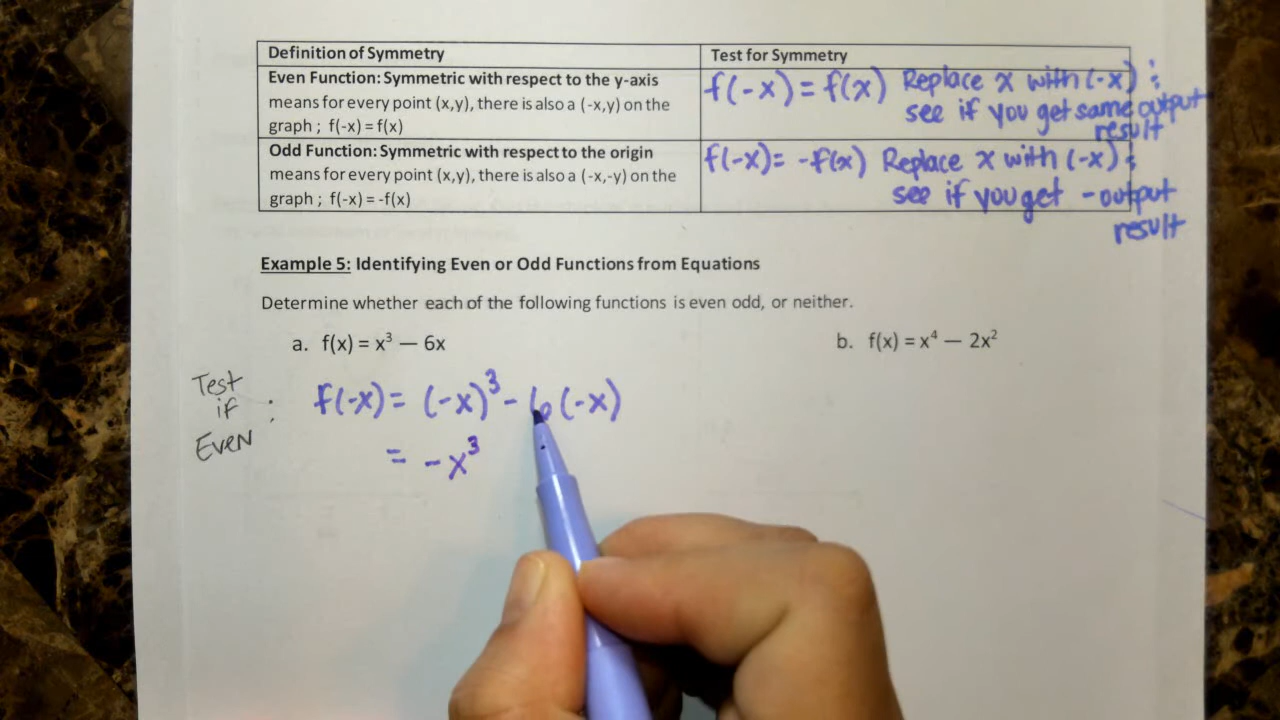 Definition of Symmetry
Test for Symmetry
Even Function: Symmetric with respect to the y-axis
means for every point (x,y), there is also a (-x,y) on the
graph ; f(-x) = f(x)
f(-x) = f(x) Replace x with (-x) ;
see if you get same output
result
Odd Function: Symmetric with respect to the origin
means for every point (x,y), there is also a (-x,-y) on the
graph ; f(-x) = -f(x)
f(-x) = -f(x) Replace x with (-x) ;
see if you get - output
result
Example 5: Identifying Even or Odd Functions from Equations
Determine whether each of the following functions is even odd, or neither.
a. f(x) = x³ — 6x
b. f(x) = x⁴ — 2x²
Test
if
Even
:
f(-x) = (-x)³ - 6(-x)
= -x³